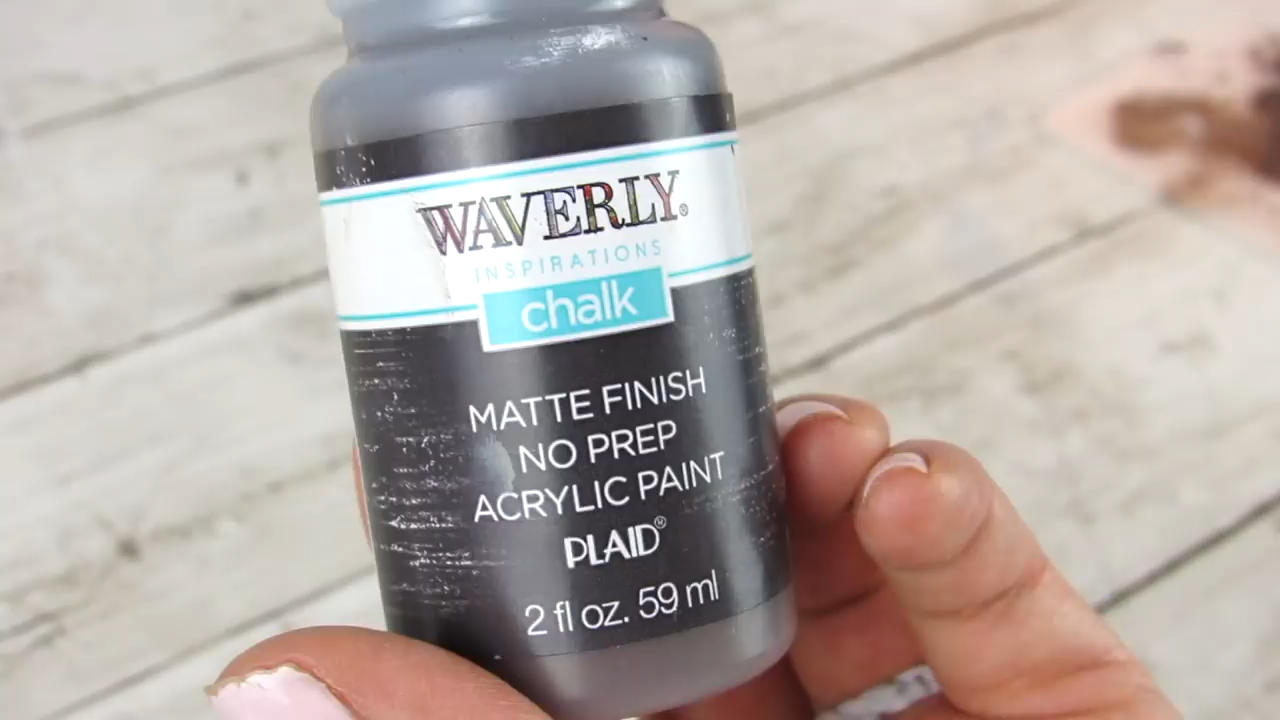 WAVERLY®
INSPIRATIONS
chalk
MATTE FINISH
NO PREP
ACRYLIC PAINT
PLAID®
2 fl oz. 59 ml